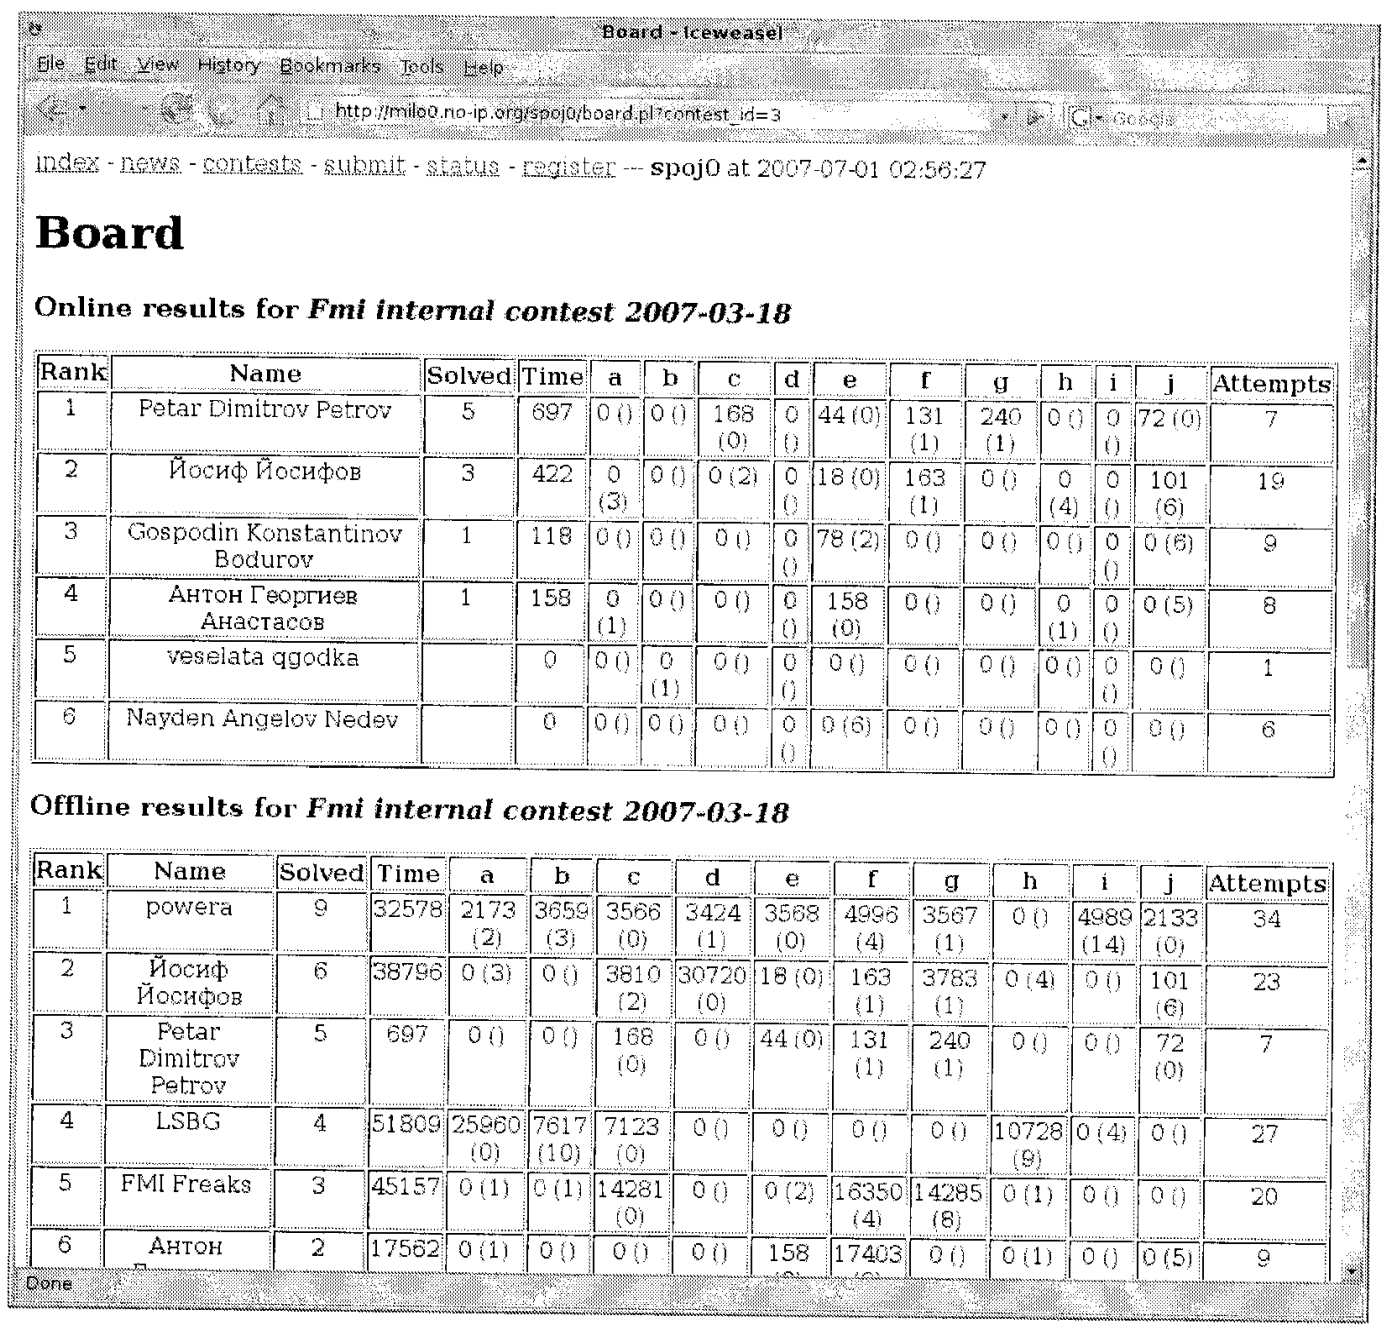 Board - Iceweasel
File Edit View History Bookmarks Tools Help
http://milo0.no-ip.org/spoj0/board.pl?contest_id=3 Google
index - news - contests - submit - status - register --- spoj0 at 2007-07-01 02:56:27
Board
Online results for Fmi internal contest 2007-03-18
Rank Name Solved Time a b c d e f g h i j Attempts
1 Petar Dimitrov Petrov 5 697 0 () 0 () 168 0 44 (0) 131 240 0 () 0 72 (0) 7
(0) () (1) (1) ()
2 Йосиф Йосифов 3 422 0 0 () 0 (2) 0 18 (0) 163 0 () 0 0 101 19
(3) () (1) (4) () (6)
3 Gospodin Konstantinov 1 118 0 () 0 () 0 () 0 78 (2) 0 () 0 () 0 () 0 0 (6) 9
Bodurov () ()
4 Антон Георгиев 1 158 0 0 () 0 () 0 158 0 () 0 () 0 0 0 (5) 8
Анастасов (1) () (0) (1) ()
5 veselata qgodka 0 0 () 0 0 () 0 0 () 0 () 0 () 0 () 0 0 () 1
(1) () ()
6 Nayden Angelov Nedev 0 0 () 0 () 0 () 0 0 (6) 0 () 0 () 0 () 0 0 () 6
() ()
Offline results for Fmi internal contest 2007-03-18
Rank Name Solved Time a b c d e f g h i j Attempts
1 powera 9 32578 2173 3659 3566 3424 3568 4996 3567 0 () 4989 2133 34
(2) (3) (0) (1) (0) (4) (1) (14) (0)
2 Йосиф 6 38796 0 (3) 0 () 3810 30720 18 (0) 163 3783 0 (4) 0 () 101 23
Йосифов (2) (0) (1) (1) (6)
3 Petar 5 697 0 () 0 () 168 0 () 44 (0) 131 240 0 () 0 () 72 7
Dimitrov (0) (1) (1) (0)
Petrov
4 LSBG 4 51809 25960 7617 7123 0 () 0 () 0 () 0 () 10728 0 (4) 0 () 27
(0) (10) (0) (9)
5 FMI Freaks 3 45157 0 (1) 0 (1) 14281 0 () 0 (2) 16350 14285 0 (1) 0 () 0 () 20
(0) (4) (8)
6 Антон 2 17562 0 (1) 0 () 0 () 0 () 158 17403 0 () 0 (1) 0 () 0 (5) 9
Done